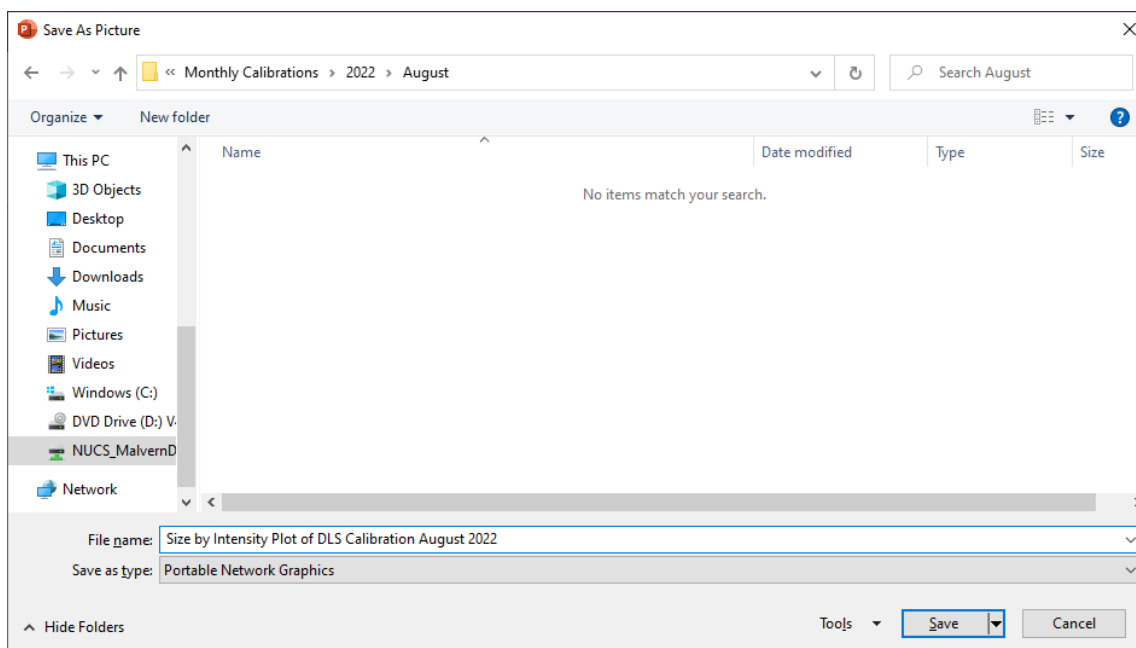 Save As Picture
« Monthly Calibrations › 2022 › August
Search August
Organize
New folder
Name
Date modified
Type
Size
No items match your search.
This PC
3D Objects
Desktop
Documents
Downloads
Music
Pictures
Videos
Windows (C:)
DVD Drive (D:) V
NUCS_MalvernD
Network
File name: Size by Intensity Plot of DLS Calibration August 2022
Save as type: Portable Network Graphics
Hide Folders
Tools
Save
Cancel